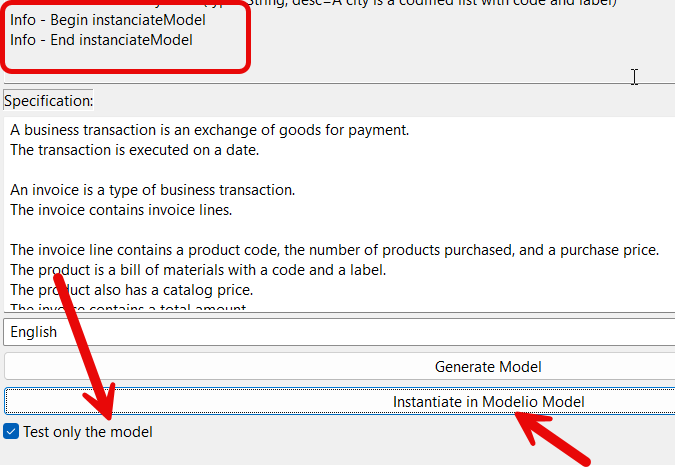 String, desc=A city is a codified list with code and label)
Info - Begin instanciateModel
Info - End instanciateModel
Specification:
A business transaction is an exchange of goods for payment.
The transaction is executed on a date.
An invoice is a type of business transaction.
The invoice contains invoice lines.
The invoice line contains a product code, the number of products purchased, and a purchase price.
The product is a bill of materials with a code and a label.
The product also has a catalog price.
The invoice contains a total amount
English
Generate Model
Instantiate in Modelio Model
Test only the model